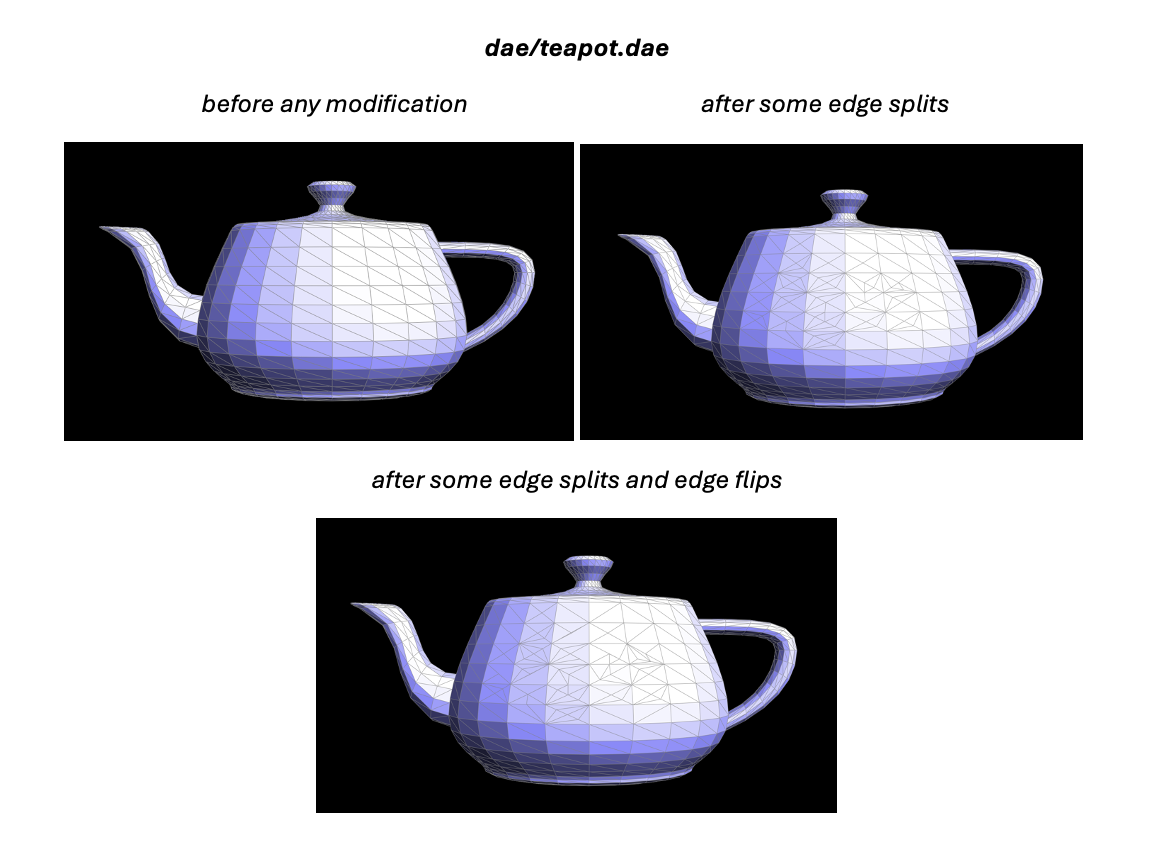 dae/teapot.dae
before any modification
after some edge splits
after some edge splits and edge flips